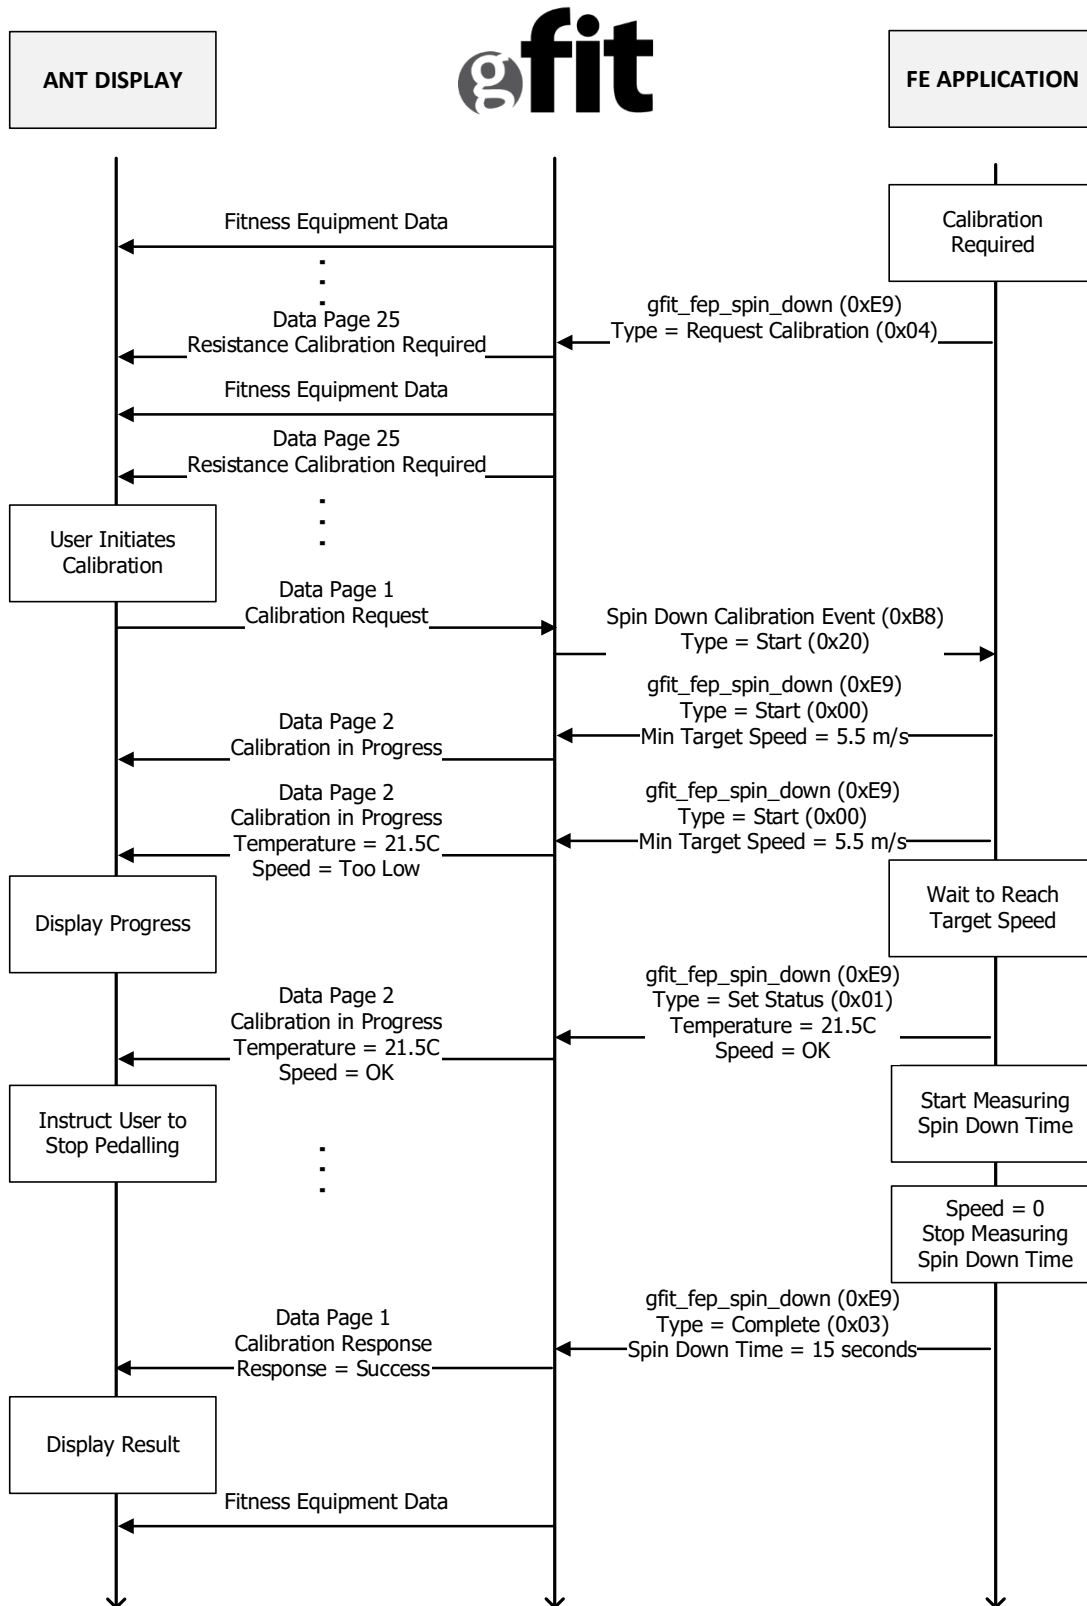 ANT DISPLAY
gfit
FE APPLICATION
Calibration
Required
Fitness Equipment Data
gfit_fep_spin_down (0xE9)
Type = Request Calibration (0x04)
Data Page 25
Resistance Calibration Required
Fitness Equipment Data
Data Page 25
Resistance Calibration Required
User Initiates
Calibration
Data Page 1
Calibration Request
Spin Down Calibration Event (0xB8)
Type = Start (0x20)
gfit_fep_spin_down (0xE9)
Type = Start (0x00)
Min Target Speed = 5.5 m/s
Data Page 2
Calibration in Progress
Data Page 2
Calibration in Progress
Temperature = 21.5C
Speed = Too Low
gfit_fep_spin_down (0xE9)
Type = Start (0x00)
Min Target Speed = 5.5 m/s
Display Progress
Wait to Reach
Target Speed
gfit_fep_spin_down (0xE9)
Type = Set Status (0x01)
Temperature = 21.5C
Speed = OK
Data Page 2
Calibration in Progress
Temperature = 21.5C
Speed = OK
Instruct User to
Stop Pedalling
Start Measuring
Spin Down Time
Speed = 0
Stop Measuring
Spin Down Time
gfit_fep_spin_down (0xE9)
Type = Complete (0x03)
Spin Down Time = 15 seconds
Data Page 1
Calibration Response
Response = Success
Display Result
Fitness Equipment Data